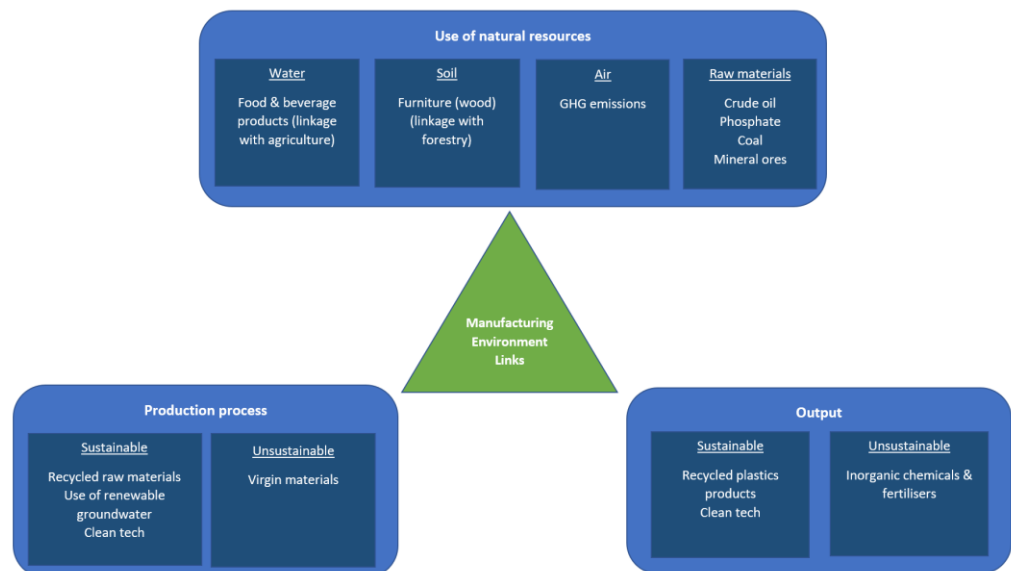 Use of natural resources
Water
Food & beverage
products (linkage
with agriculture)
Soil
Furniture (wood)
(linkage with
forestry)
Air
GHG emissions
Raw materials
Crude oil
Phosphate
Coal
Mineral ores
Manufacturing
Environment
Links
Production process
Sustainable
Recycled raw materials
Use of renewable
groundwater
Clean tech
Unsustainable
Virgin materials
Output
Sustainable
Recycled plastics
products
Clean tech
Unsustainable
Inorganic chemicals &
fertilisers